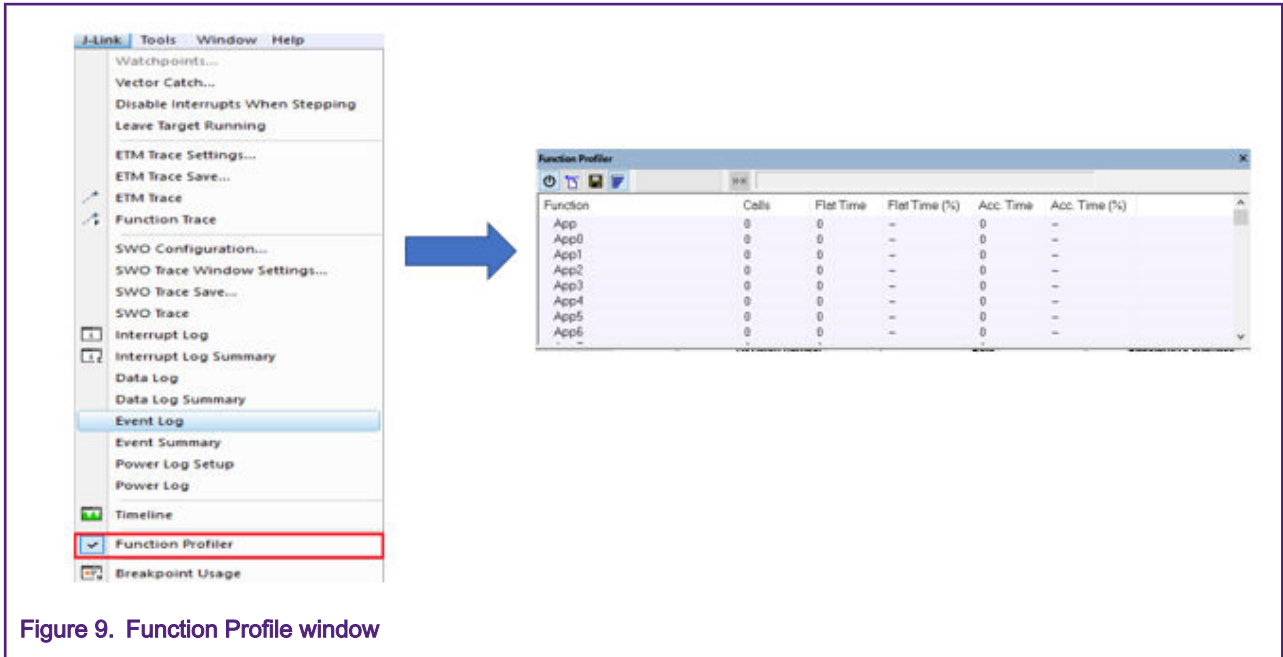 J-Link Tools Window Help
Watchpoints...
Vector Catch...
Disable Interrupts When Stepping
Leave Target Running
ETM Trace Settings...
ETM Trace Save...
ETM Trace
Function Trace
SWO Configuration...
SWO Trace Window Settings...
SWO Trace Save...
SWO Trace
Interrupt Log
Interrupt Log Summary
Data Log
Data Log Summary
Event Log
Event Summary
Power Log Setup
Power Log
Timeline
Function Profiler
Breakpoint Usage
Function Profiler
Function Calls Flat Time Flat Time (%) Acc. Time Acc. Time (%)
App 0 0 - 0 -
App0 0 0 - 0 -
App1 0 0 - 0 -
App2 0 0 - 0 -
App3 0 0 - 0 -
App4 0 0 - 0 -
App5 0 0 - 0 -
App6 0 0 - 0 -
Figure 9. Function Profile window